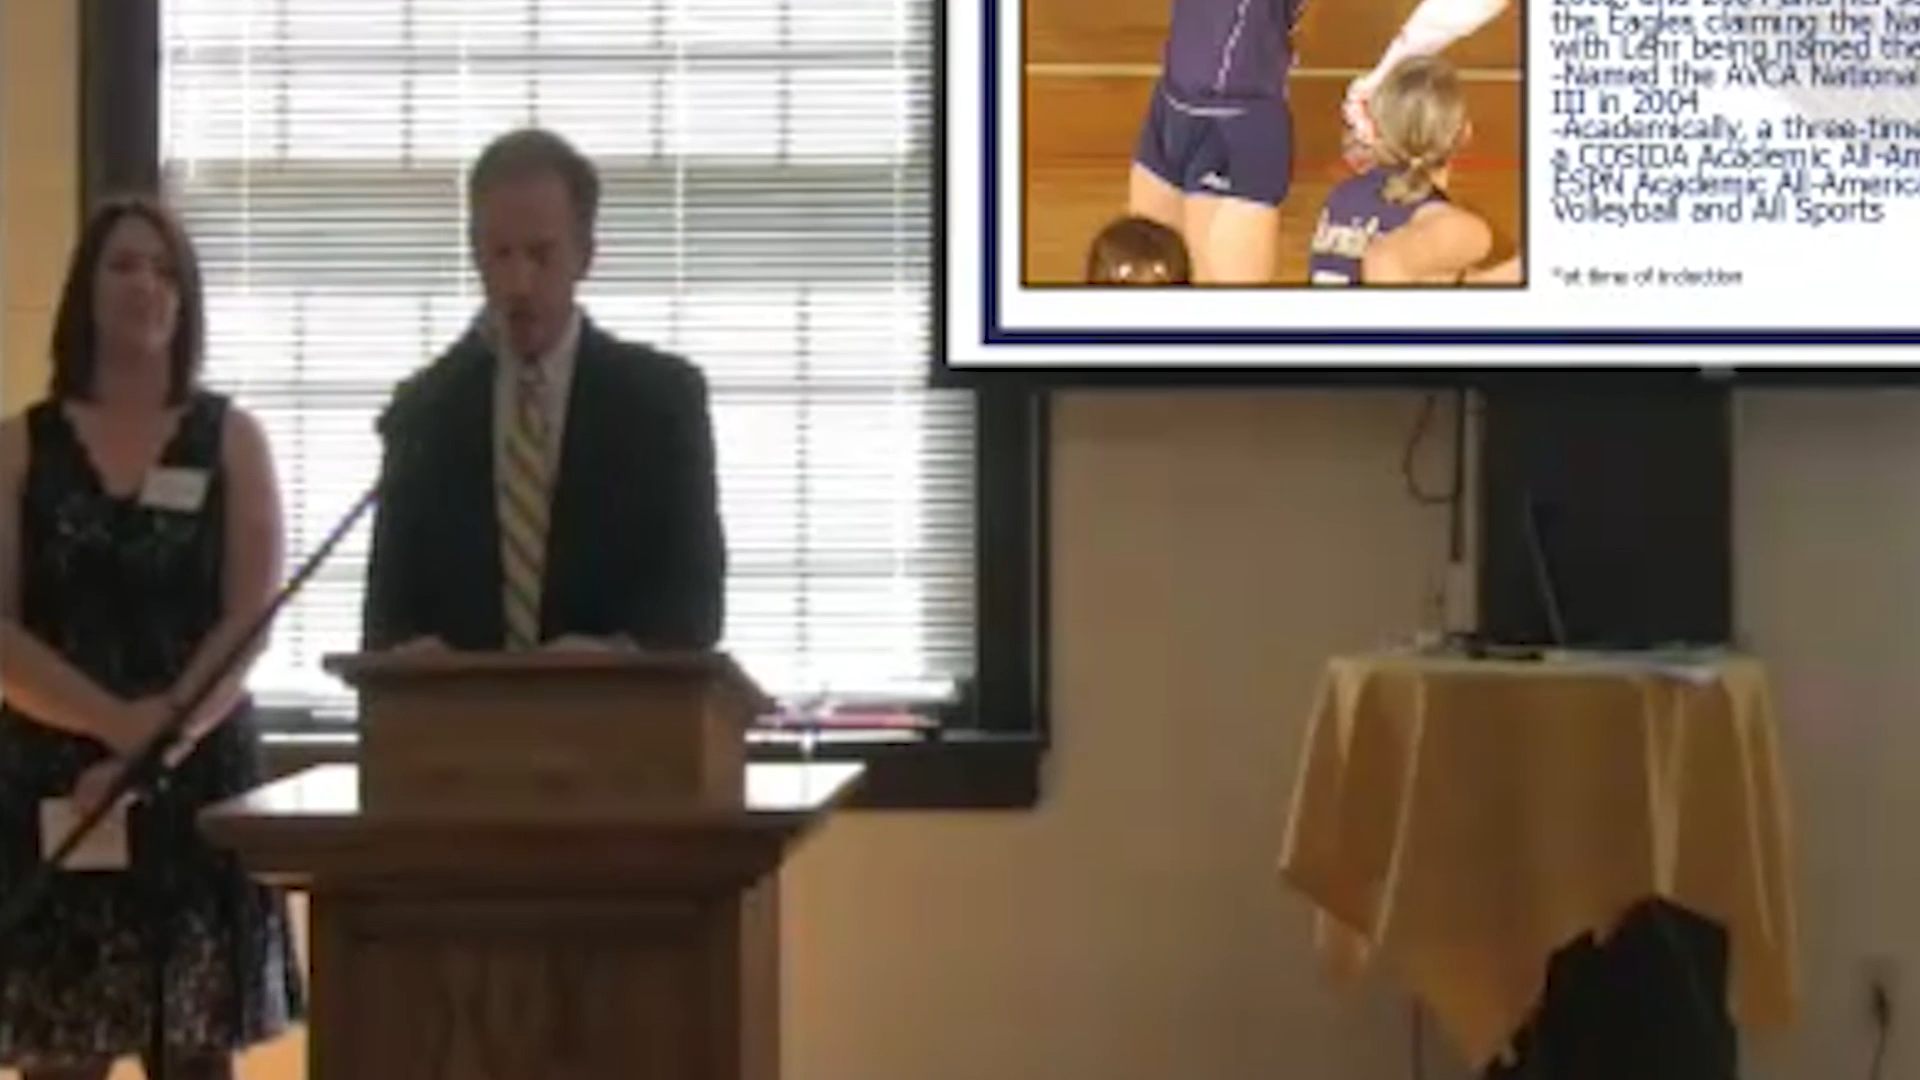 the Eagles claiming the Na
with Lehr being named the
-Named the AVCA National
III in 2004
-Academically, a three-time
a COSIDA Academic All-Am
ESPN Academic All-America
Volleyball and All Sports
*at time of induction